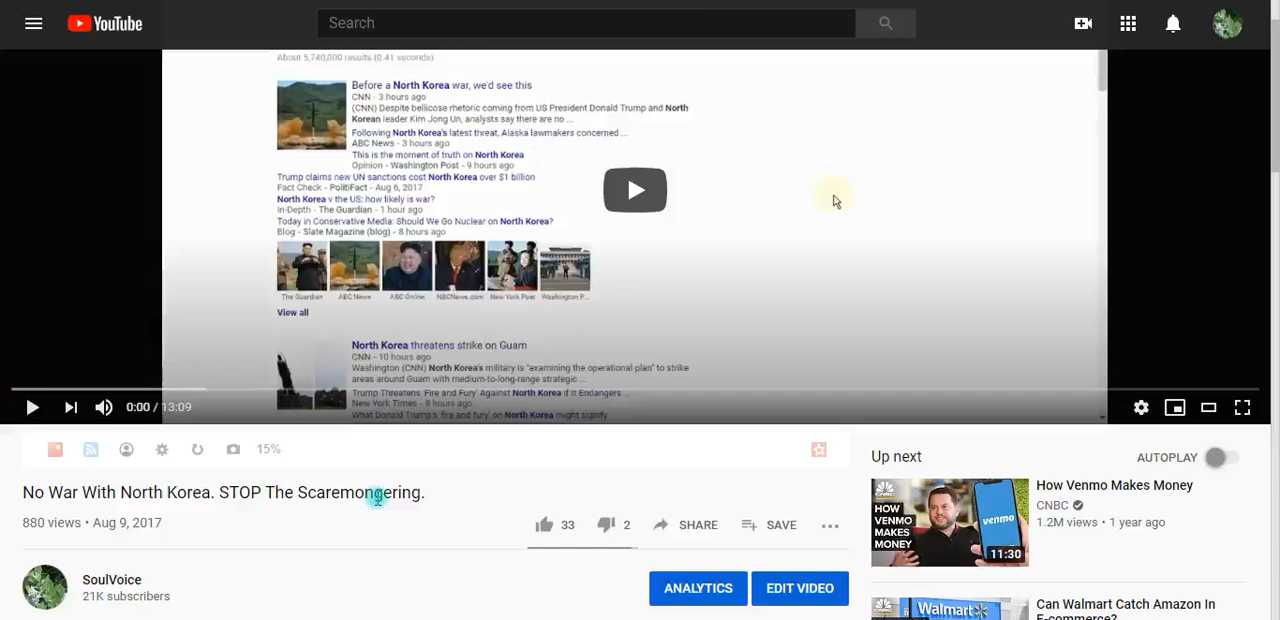 YouTube
Search
About 5,740,000 results (0.41 seconds)
Before a North Korea war, we'd see this
CNN - 3 hours ago
(CNN) Despite bellicose rhetoric coming from US President Donald Trump and North
Korean leader Kim Jong Un, analysts say there are no ...
Following North Korea's latest threat, Alaska lawmakers concerned ...
ABC News - 3 hours ago
This is the moment of truth on North Korea
Opinion - Washington Post - 9 hours ago
Trump claims new UN sanctions cost North Korea over $1 billion
Fact Check - PolitiFact - Aug 6, 2017
North Korea v the US: how likely is war?
In-Depth - The Guardian - 1 hour ago
Today in Conservative Media: Should We Go Nuclear on North Korea?
Blog - Slate Magazine (blog) - 8 hours ago
The Guardian ABC News ABC Online NBCNews.com New York Post Washington P...
View all
North Korea threatens strike on Guam
CNN - 10 hours ago
Washington (CNN) North Korea's military is "examining the operational plan" to strike
areas around Guam with medium-to-long-range strategic ...
Trump Threatens 'Fire and Fury' Against North Korea if It Endangers ...
New York Times - 8 hours ago
What Donald Trump's 'fire and fury' on North Korea might signify
0:00 / 13:09
15%
No War With North Korea. STOP The Scaremongering.
880 views • Aug 9, 2017
33 2 SHARE SAVE
SoulVoice
21K subscribers
ANALYTICS EDIT VIDEO
Up next AUTOPLAY
CNBC
HOW
VENMO
MAKES
MONEY
venmo
11:30
How Venmo Makes Money
CNBC
1.2M views • 1 year ago
CNBC
Walmart
Can Walmart Catch Amazon In
E-commerce?